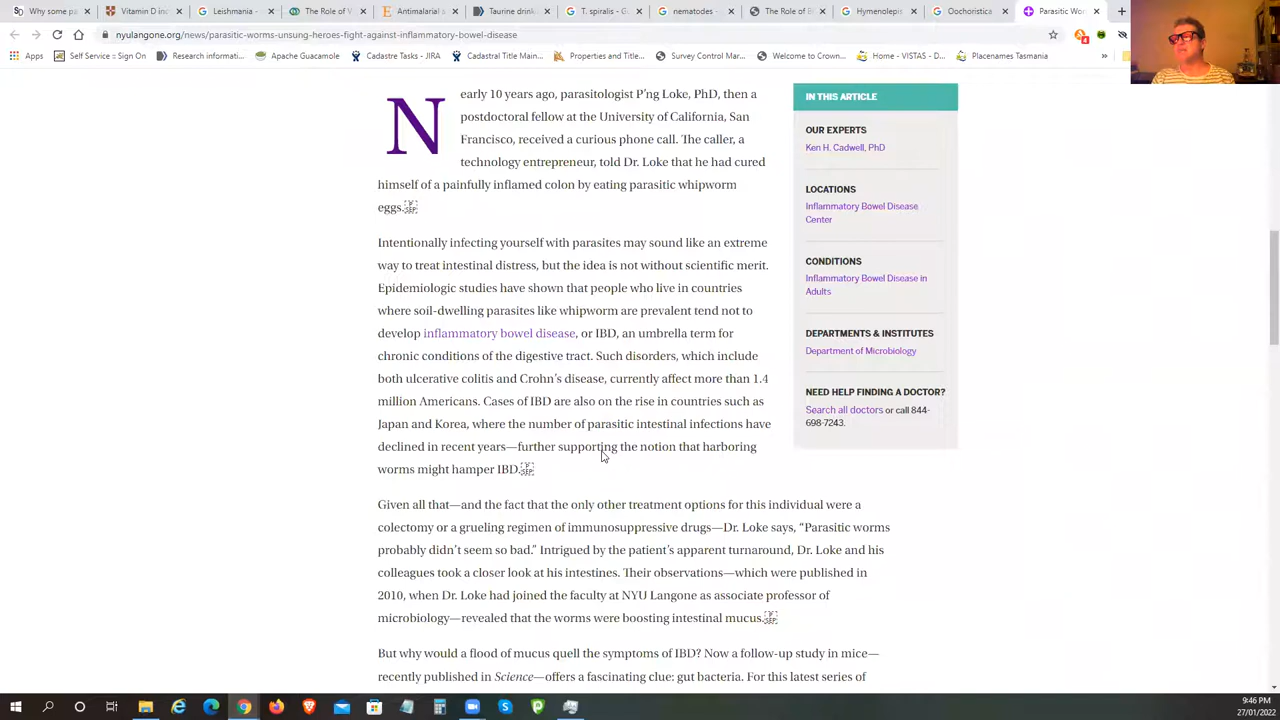 Why some pa
Vitamin D inc
Leishmania -
The Role of V
Antimalarial
Taurine drink
T. spiralis - G
nematodes -
The Role of B
Hymenolepis
Oochoristica
Parasitic Wo
nyulangone.org/news/parasitic-worms-unsung-heroes-fight-against-inflammatory-bowel-disease
Apps
Self Service - Sign On
Research informati...
Apache Guacamole
Cadastre Tasks - JIRA
Cadastral Title Main...
Properties and Title...
Survey Control Mar...
Welcome to Crown...
Home - VISTAS - D...
Placenames Tasmania
»
Nearly 10 years ago, parasitologist P'ng Loke, PhD, then a
postdoctoral fellow at the University of California, San
Francisco, received a curious phone call. The caller, a
technology entrepreneur, told Dr. Loke that he had cured
himself of a painfully inflamed colon by eating parasitic whipworm
eggs.
Intentionally infecting yourself with parasites may sound like an extreme
way to treat intestinal distress, but the idea is not without scientific merit.
Epidemiologic studies have shown that people who live in countries
where soil-dwelling parasites like whipworm are prevalent tend not to
develop inflammatory bowel disease, or IBD, an umbrella term for
chronic conditions of the digestive tract. Such disorders, which include
both ulcerative colitis and Crohn's disease, currently affect more than 1.4
million Americans. Cases of IBD are also on the rise in countries such as
Japan and Korea, where the number of parasitic intestinal infections have
declined in recent years—further supporting the notion that harboring
worms might hamper IBD.
Given all that—and the fact that the only other treatment options for this individual were a
colectomy or a grueling regimen of immunosuppressive drugs—Dr. Loke says, "Parasitic worms
probably didn't seem so bad." Intrigued by the patient's apparent turnaround, Dr. Loke and his
colleagues took a closer look at his intestines. Their observations—which were published in
2010, when Dr. Loke had joined the faculty at NYU Langone as associate professor of
microbiology—revealed that the worms were boosting intestinal mucus.
But why would a flood of mucus quell the symptoms of IBD? Now a follow-up study in mice—
recently published in Science—offers a fascinating clue: gut bacteria. For this latest series of
IN THIS ARTICLE
OUR EXPERTS
Ken H. Cadwell, PhD
LOCATIONS
Inflammatory Bowel Disease
Center
CONDITIONS
Inflammatory Bowel Disease in
Adults
DEPARTMENTS & INSTITUTES
Department of Microbiology
NEED HELP FINDING A DOCTOR?
Search all doctors or call 844-
698-7243.
9:46 PM
27/01/2022